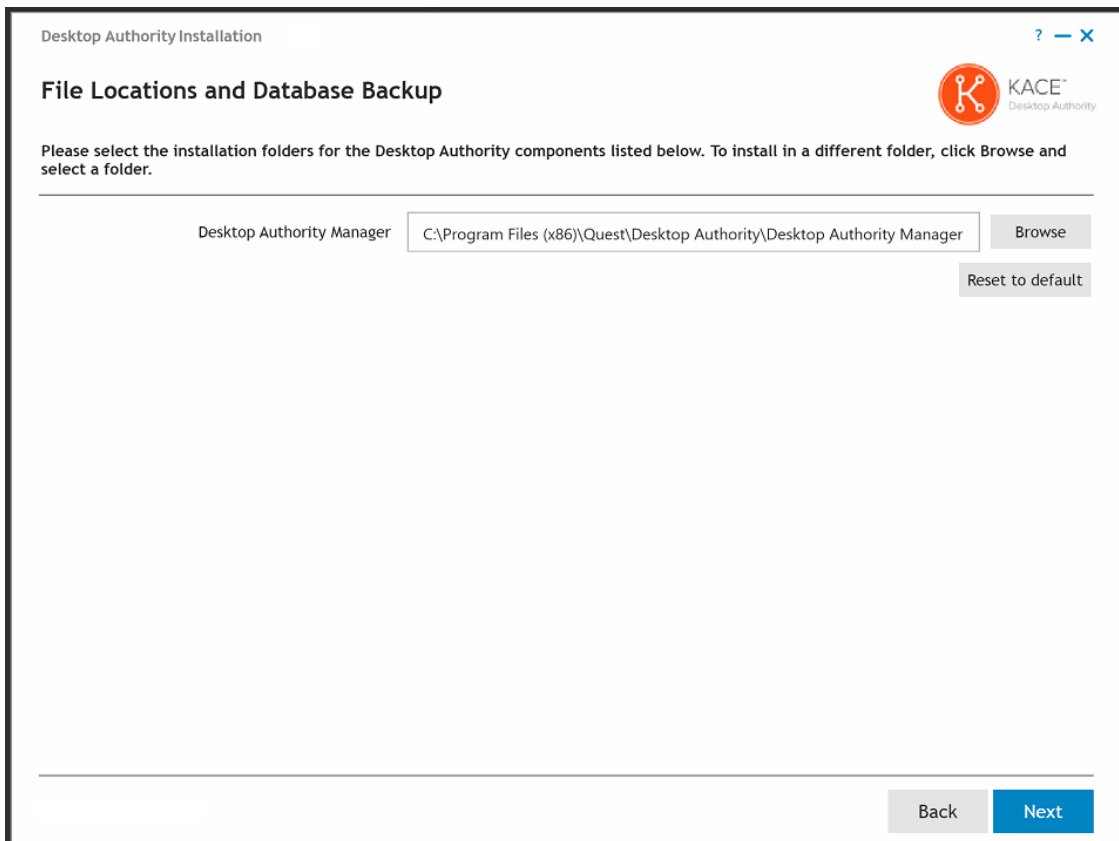 Desktop Authority Installation
? — ✕
File Locations and Database Backup
KACE™
Desktop Authority
Please select the installation folders for the Desktop Authority components listed below. To install in a different folder, click Browse and
select a folder.
Desktop Authority Manager
C:\Program Files (x86)\Quest\Desktop Authority\Desktop Authority Manager
Browse
Reset to default
Back
Next